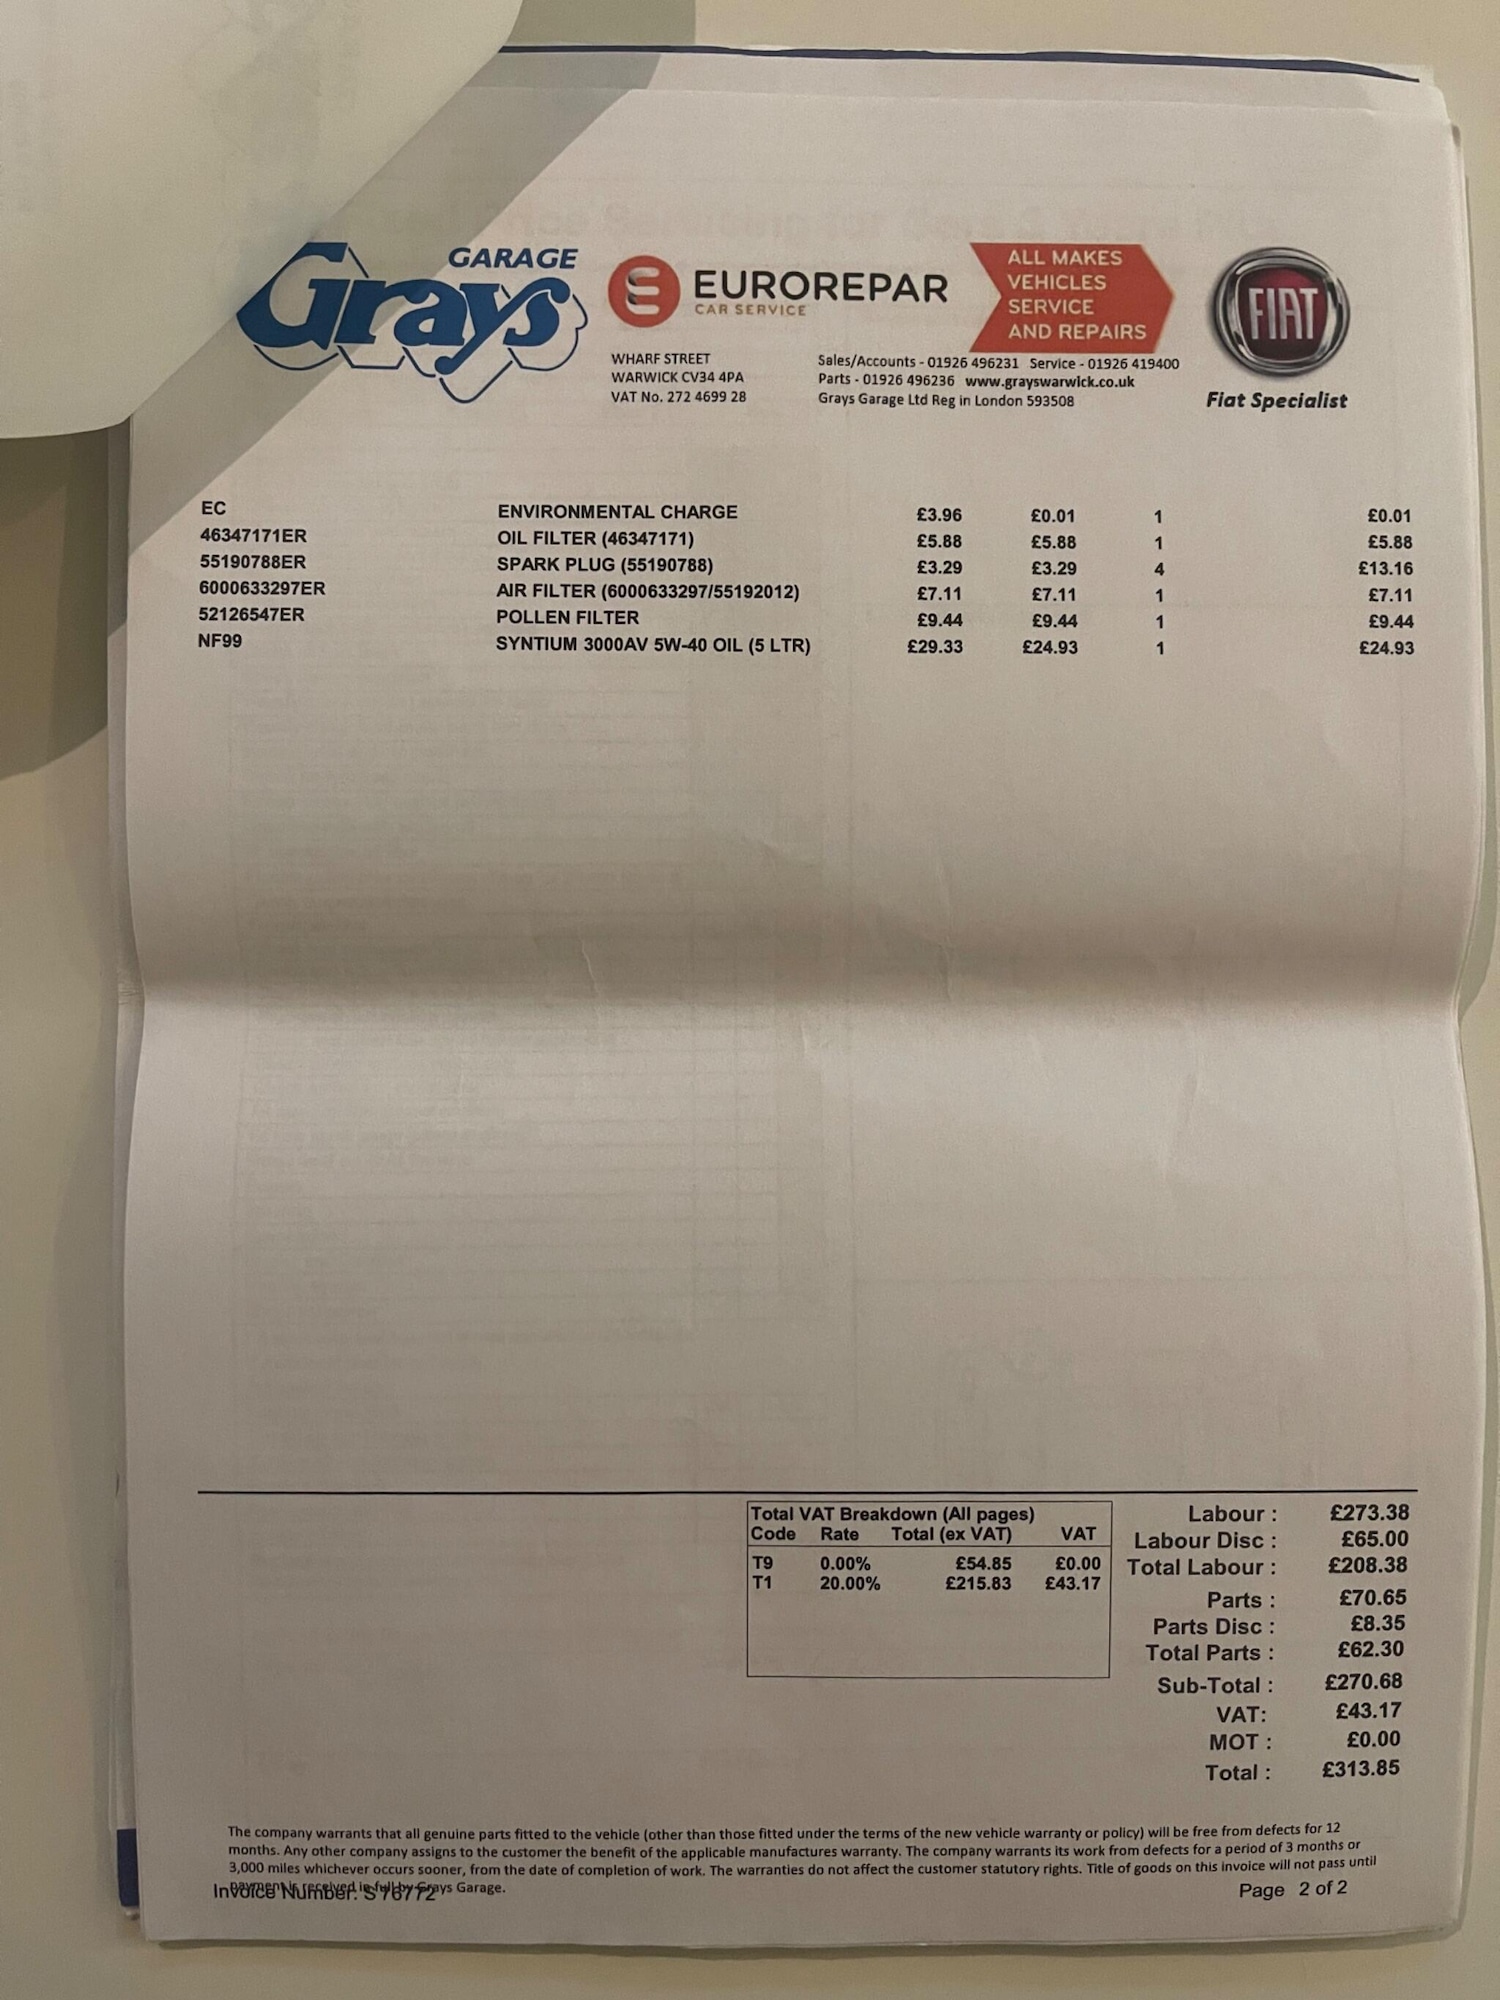 GARAGE
Grays
EUROREPAR
CAR SERVICE
ALL MAKES
VEHICLES
SERVICE
AND REPAIRS
FIAT
Fiat Specialist
WHARF STREET
WARWICK CV34 4PA
VAT No. 272 4699 28
Sales/Accounts - 01926 496231 Service - 01926 419400
Parts - 01926 496236 www.grayswarwick.co.uk
Grays Garage Ltd Reg in London 593508
EC ENVIRONMENTAL CHARGE £3.96 £0.01 1 £0.01
46347171ER OIL FILTER (46347171) £5.88 £5.88 1 £5.88
55190788ER SPARK PLUG (55190788) £3.29 £3.29 4 £13.16
6000633297ER AIR FILTER (6000633297/55192012) £7.11 £7.11 1 £7.11
52126547ER POLLEN FILTER £9.44 £9.44 1 £9.44
NF99 SYNTIUM 3000AV 5W-40 OIL (5 LTR) £29.33 £24.93 1 £24.93
Total VAT Breakdown (All pages)
Code Rate Total (ex VAT) VAT
T9 0.00% £54.85 £0.00
T1 20.00% £215.83 £43.17
Labour : £273.38
Labour Disc : £65.00
Total Labour : £208.38
Parts : £70.65
Parts Disc : £8.35
Total Parts : £62.30
Sub-Total : £270.68
VAT: £43.17
MOT : £0.00
Total : £313.85
The company warrants that all genuine parts fitted to the vehicle (other than those fitted under the terms of the new vehicle warranty or policy) will be free from defects for 12
months. Any other company assigns to the customer the benefit of the applicable manufactures warranty. The company warrants its work from defects for a period of 3 months or
3,000 miles whichever occurs sooner, from the date of completion of work. The warranties do not affect the customer statutory rights. Title of goods on this invoice will not pass until
payment is received in full by Grays Garage.
Invoice Number: S 76772
Page 2 of 2